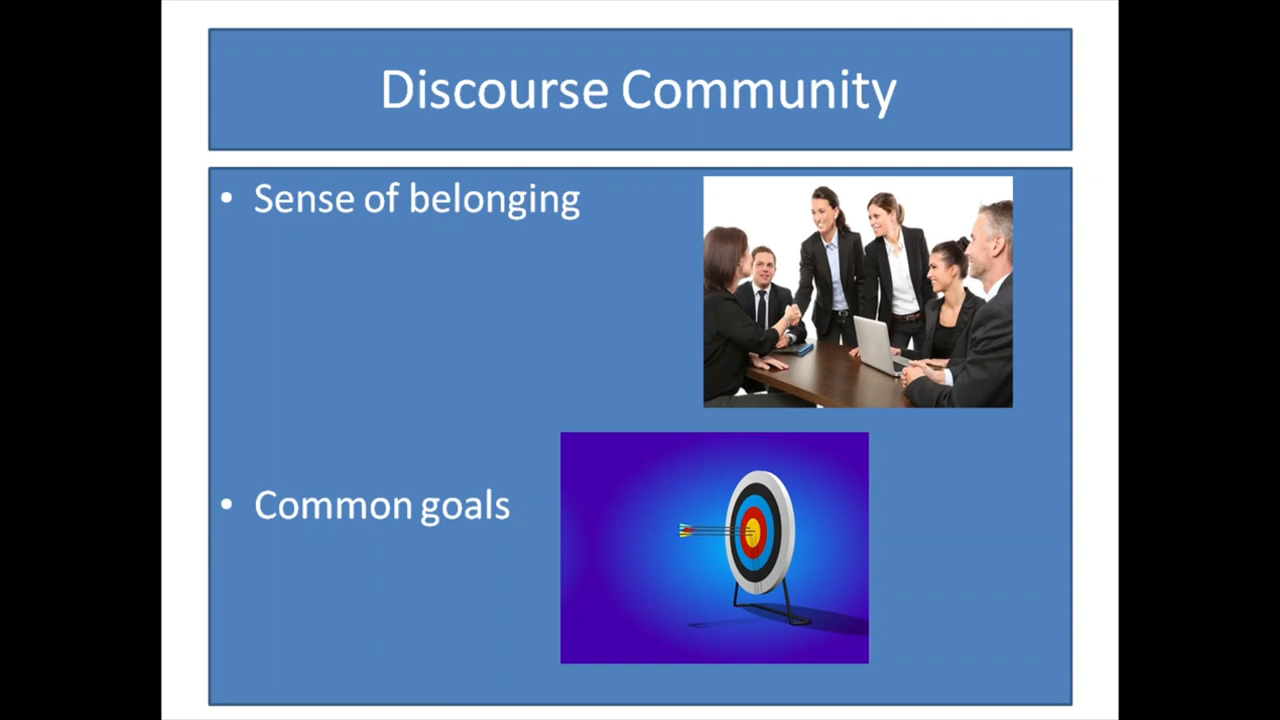 Discourse Community
• Sense of belonging
• Common goals